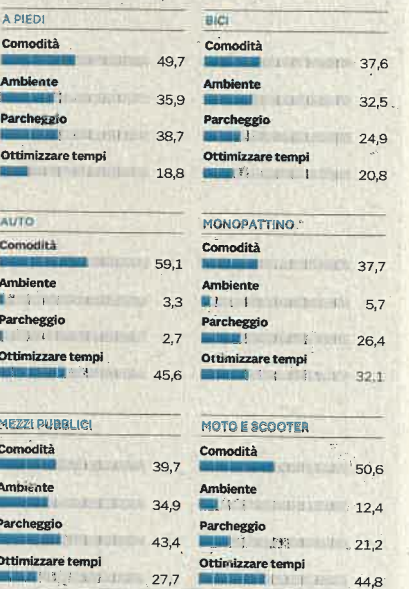 A PIEDI
Comodità
49,7
Ambiente
35,9
Parcheggio
38,7
Ottimizzare tempi
18,8
BICI
Comodità
37,6
Ambiente
32,5
Parcheggio
24,9
Ottimizzare tempi
20,8
AUTO
Comodità
59,1
Ambiente
3,3
Parcheggio
2,7
Ottimizzare tempi
45,6
MONOPATTINO
Comodità
37,7
Ambiente
5,7
Parcheggio
26,4
Ottimizzare tempi
32,1
MEZZI PUBBLICI
Comodità
39,7
Ambiente
34,9
Parcheggio
43,4
Ottimizzare tempi
27,7
MOTO E SCOOTER
Comodità
50,6
Ambiente
12,4
Parcheggio
21,2
Ottimizzare tempi
44,8